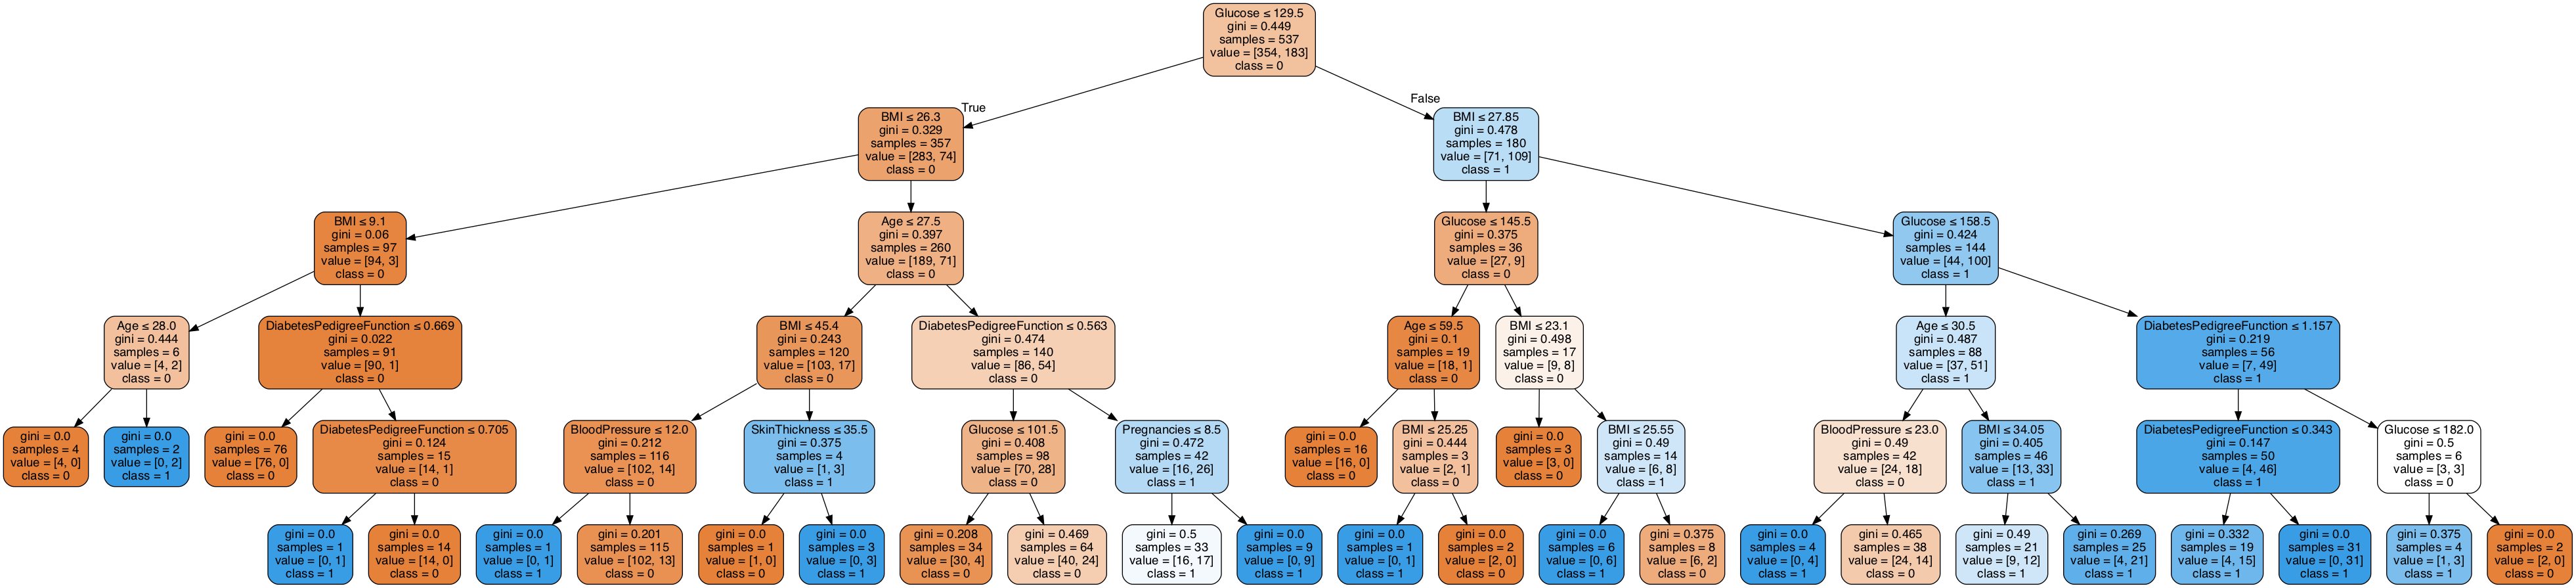 Glucose ≤ 129.5
gini = 0.449
samples = 537
value = [354, 183]
class = 0
True
False
BMI ≤ 26.3
gini = 0.329
samples = 357
value = [283, 74]
class = 0
BMI ≤ 27.85
gini = 0.478
samples = 180
value = [71, 109]
class = 1
BMI ≤ 9.1
gini = 0.06
samples = 97
value = [94, 3]
class = 0
Age ≤ 27.5
gini = 0.397
samples = 260
value = [189, 71]
class = 0
Glucose ≤ 145.5
gini = 0.375
samples = 36
value = [27, 9]
class = 0
Glucose ≤ 158.5
gini = 0.424
samples = 144
value = [44, 100]
class = 1
Age ≤ 28.0
gini = 0.444
samples = 6
value = [4, 2]
class = 0
DiabetesPedigreeFunction ≤ 0.669
gini = 0.022
samples = 91
value = [90, 1]
class = 0
BMI ≤ 45.4
gini = 0.243
samples = 120
value = [103, 17]
class = 0
DiabetesPedigreeFunction ≤ 0.563
gini = 0.474
samples = 140
value = [86, 54]
class = 0
Age ≤ 59.5
gini = 0.1
samples = 19
value = [18, 1]
class = 0
BMI ≤ 23.1
gini = 0.498
samples = 17
value = [9, 8]
class = 0
Age ≤ 30.5
gini = 0.487
samples = 88
value = [37, 51]
class = 1
DiabetesPedigreeFunction ≤ 1.157
gini = 0.219
samples = 56
value = [7, 49]
class = 1
gini = 0.0
samples = 4
value = [4, 0]
class = 0
gini = 0.0
samples = 2
value = [0, 2]
class = 1
gini = 0.0
samples = 76
value = [76, 0]
class = 0
DiabetesPedigreeFunction ≤ 0.705
gini = 0.124
samples = 15
value = [14, 1]
class = 0
BloodPressure ≤ 12.0
gini = 0.212
samples = 116
value = [102, 14]
class = 0
SkinThickness ≤ 35.5
gini = 0.375
samples = 4
value = [1, 3]
class = 1
Glucose ≤ 101.5
gini = 0.408
samples = 98
value = [70, 28]
class = 0
Pregnancies ≤ 8.5
gini = 0.472
samples = 42
value = [16, 26]
class = 1
gini = 0.0
samples = 16
value = [16, 0]
class = 0
BMI ≤ 25.25
gini = 0.444
samples = 3
value = [2, 1]
class = 0
gini = 0.0
samples = 3
value = [3, 0]
class = 0
BMI ≤ 25.55
gini = 0.49
samples = 14
value = [6, 8]
class = 1
BloodPressure ≤ 23.0
gini = 0.49
samples = 42
value = [24, 18]
class = 0
BMI ≤ 34.05
gini = 0.405
samples = 46
value = [13, 33]
class = 1
DiabetesPedigreeFunction ≤ 0.343
gini = 0.147
samples = 50
value = [4, 46]
class = 1
Glucose ≤ 182.0
gini = 0.5
samples = 6
value = [3, 3]
class = 0
gini = 0.0
samples = 1
value = [0, 1]
class = 1
gini = 0.0
samples = 14
value = [14, 0]
class = 0
gini = 0.0
samples = 1
value = [0, 1]
class = 1
gini = 0.201
samples = 115
value = [102, 13]
class = 0
gini = 0.0
samples = 1
value = [1, 0]
class = 0
gini = 0.0
samples = 3
value = [0, 3]
class = 1
gini = 0.208
samples = 34
value = [30, 4]
class = 0
gini = 0.469
samples = 64
value = [40, 24]
class = 0
gini = 0.5
samples = 33
value = [16, 17]
class = 1
gini = 0.0
samples = 9
value = [0, 9]
class = 1
gini = 0.0
samples = 1
value = [0, 1]
class = 1
gini = 0.0
samples = 2
value = [2, 0]
class = 0
gini = 0.0
samples = 6
value = [0, 6]
class = 1
gini = 0.375
samples = 8
value = [6, 2]
class = 0
gini = 0.0
samples = 4
value = [0, 4]
class = 1
gini = 0.465
samples = 38
value = [24, 14]
class = 0
gini = 0.49
samples = 21
value = [9, 12]
class = 1
gini = 0.269
samples = 25
value = [4, 21]
class = 1
gini = 0.332
samples = 19
value = [4, 15]
class = 1
gini = 0.0
samples = 31
value = [0, 31]
class = 1
gini = 0.375
samples = 4
value = [1, 3]
class = 1
gini = 0.0
samples = 2
value = [2, 0]
class = 0